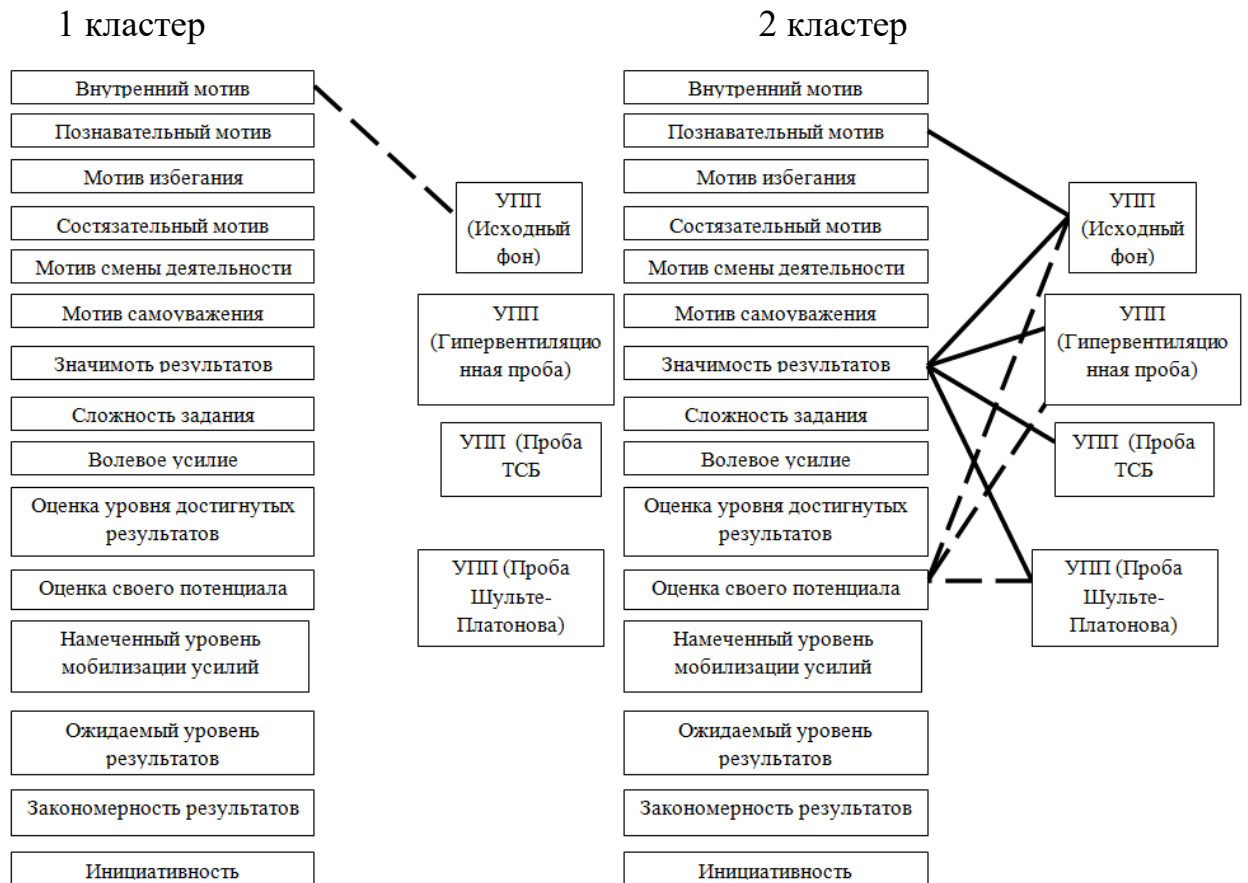 1 кластер
Внутренний мотив
Познавательный мотив
Мотив избегания
Состязательный мотив
Мотив смены деятельности
Мотив самоуважения
Значимоть результатов
Сложность задания
Волевое усилие
Оценка уровня достигнутых
результатов
Оценка своего потенциала
Намеченный уровень
мобилизации усилий
Ожидаемый уровень
результатов
Закономерность результатов
Инициативность
УПП
(Исходный
фон)
УПП
(Гипервентиляцио
нная проба)
УПП (Проба
ТСБ
УПП (Проба
Шульте-
Платонова)
2 кластер
Внутренний мотив
Познавательный мотив
Мотив избегания
Состязательный мотив
Мотив смены деятельности
Мотив самоуважения
Значимость результатов
Сложность задания
Волевое усилие
Оценка уровня достигнутых
результатов
Оценка своего потенциала
Намеченный уровень
мобилизации усилий
Ожидаемый уровень
результатов
Закономерность результатов
Инициативность
УПП
(Исходный
фон)
УПП
(Гипервентиляцио
нная проба)
УПП (Проба
ТСБ
УПП (Проба
Шульте-
Платонова)